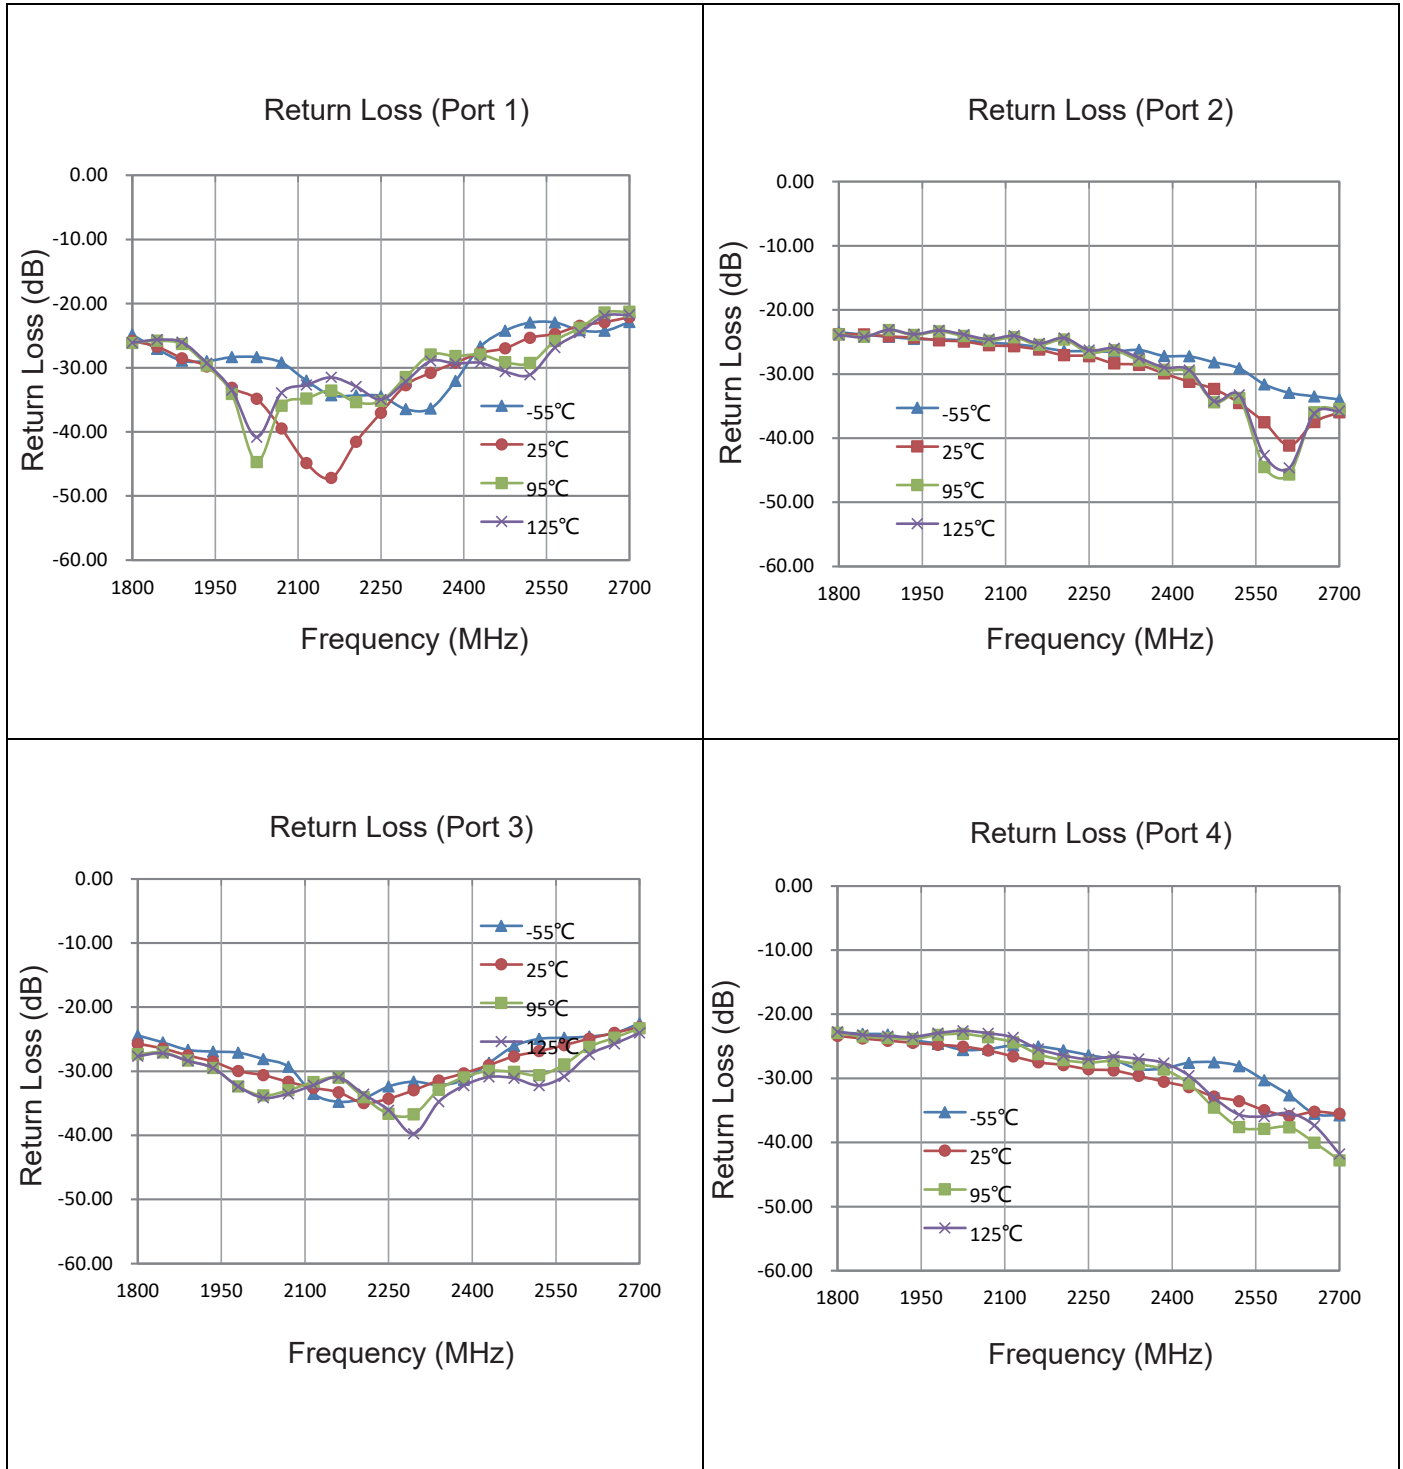 Return Loss (Port 1)
0.00
-10.00
-20.00
-30.00
-40.00
-50.00
-60.00
Return Loss (dB)
-55℃
25℃
95℃
125℃
1800 1950 2100 2250 2400 2550 2700
Frequency (MHz)
Return Loss (Port 2)
0.00
-10.00
-20.00
-30.00
-40.00
-50.00
-60.00
Return Loss (dB)
-55℃
25℃
95℃
125℃
1800 1950 2100 2250 2400 2550 2700
Frequency (MHz)
Return Loss (Port 3)
0.00
-10.00
-20.00
-30.00
-40.00
-50.00
-60.00
Return Loss (dB)
-55℃
25℃
95℃
125℃
1800 1950 2100 2250 2400 2550 2700
Frequency (MHz)
Return Loss (Port 4)
0.00
-10.00
-20.00
-30.00
-40.00
-50.00
-60.00
Return Loss (dB)
-55℃
25℃
95℃
125℃
1800 1950 2100 2250 2400 2550 2700
Frequency (MHz)